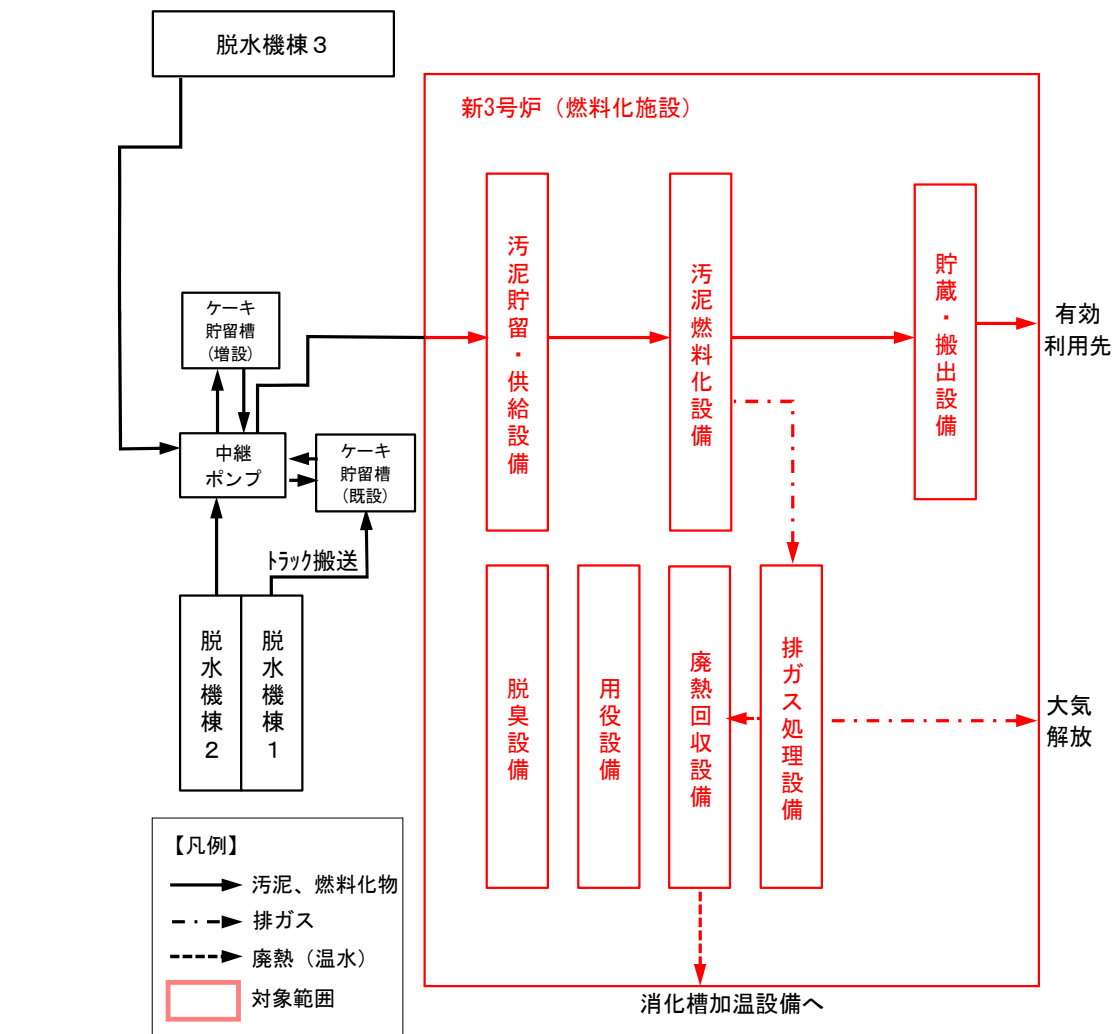 脱水機棟3
新3号炉（燃料化施設）
汚泥貯留・供給設備
汚泥燃料化設備
貯蔵・搬出設備
有効
利用先
ケーキ
貯留槽
(増設)
中継
ポンプ
ケーキ
貯留槽
(既設)
トラック搬送
脱水機棟2
脱水機棟1
脱臭設備
用役設備
廃熱回収設備
排ガス処理設備
大気
解放
消化槽加温設備へ
【凡例】
汚泥、燃料化物
排ガス
廃熱（温水）
対象範囲